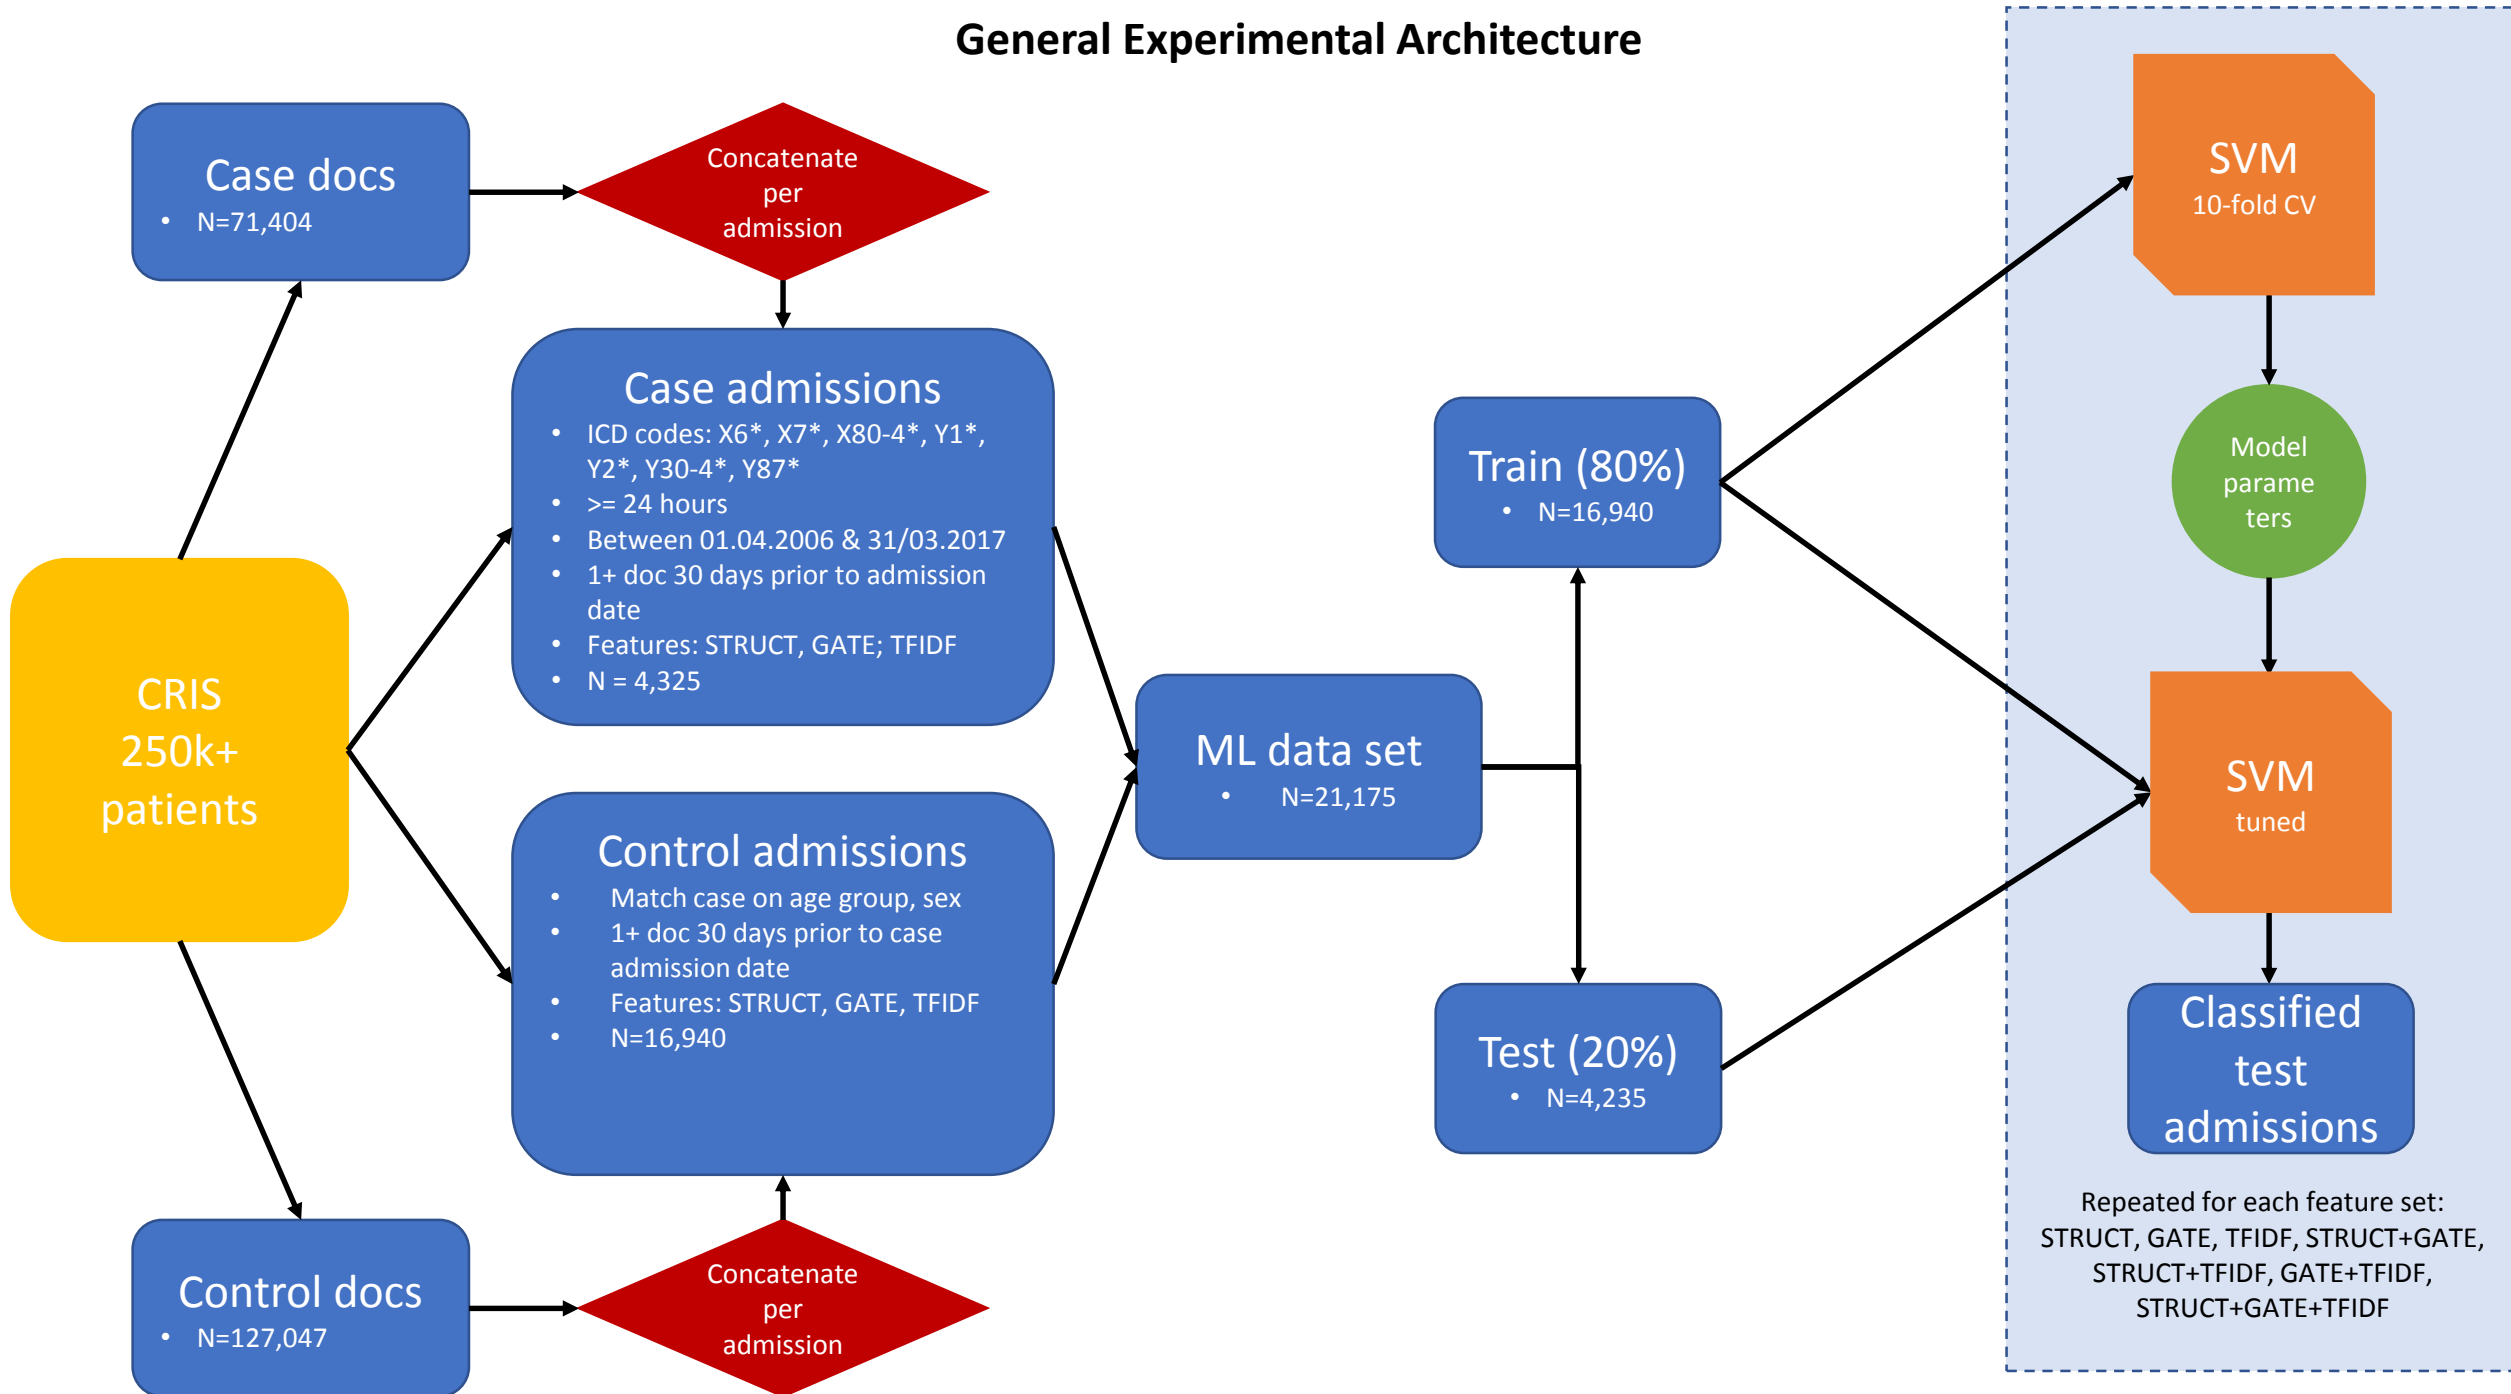 General Experimental Architecture
Case docs
• N=71,404
Concatenate
per
admission
Case admissions
• ICD codes: X6*, X7*, X80-4*, Y1*,
Y2*, Y30-4*, Y87*
• >= 24 hours
• Between 01.04.2006 & 31/03.2017
• 1+ doc 30 days prior to admission
date
• Features: STRUCT, GATE; TFIDF
• N = 4,325
CRIS
250k+
patients
Control admissions
• Match case on age group, sex
• 1+ doc 30 days prior to case
admission date
• Features: STRUCT, GATE, TFIDF
• N=16,940
Control docs
• N=127,047
Concatenate
per
admission
ML data set
• N=21,175
Train (80%)
• N=16,940
Test (20%)
• N=4,235
SVM
10-fold CV
Model
parame
ters
SVM
tuned
Classified
test
admissions
Repeated for each feature set:
STRUCT, GATE, TFIDF, STRUCT+GATE,
STRUCT+TFIDF, GATE+TFIDF,
STRUCT+GATE+TFIDF